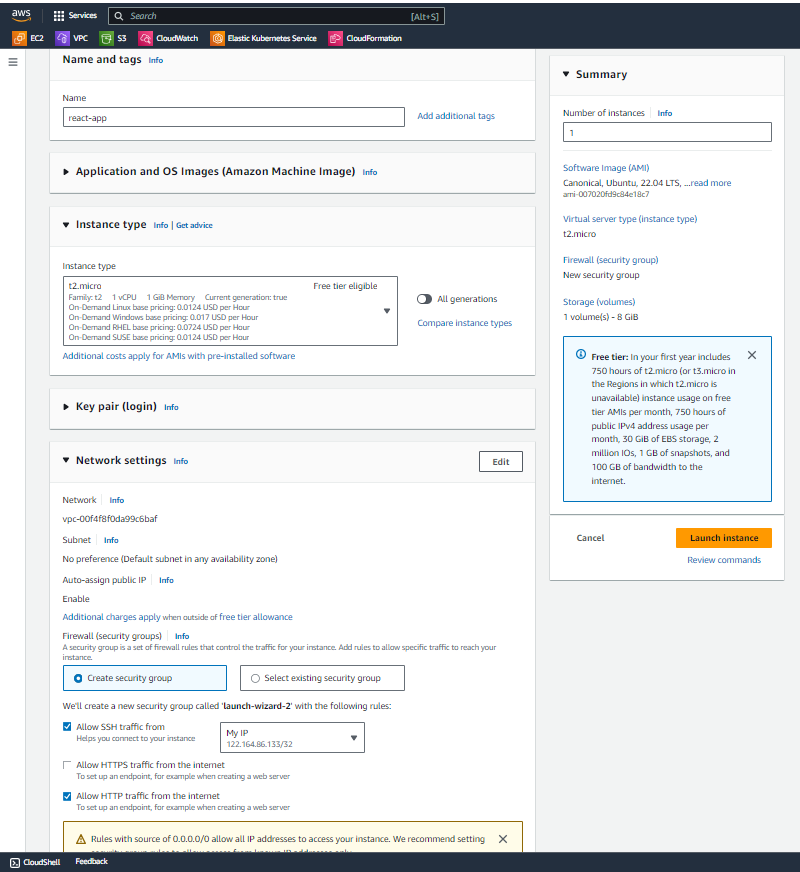 aws
Services
Search
[Alt+S]
EC2
VPC
S3
CloudWatch
Elastic Kubernetes Service
CloudFormation
Name and tags Info
Name
react-app
Add additional tags
Application and OS Images (Amazon Machine Image) Info
Instance type Info | Get advice
Instance type
t2.micro
Free tier eligible
Family: t2 1 vCPU 1 GiB Memory Current generation: true
On-Demand Linux base pricing: 0.0124 USD per Hour
On-Demand Windows base pricing: 0.017 USD per Hour
On-Demand RHEL base pricing: 0.0724 USD per Hour
On-Demand SUSE base pricing: 0.0124 USD per Hour
All generations
Compare instance types
Additional costs apply for AMIs with pre-installed software
Key pair (login) Info
Network settings Info
Edit
Network Info
vpc-00f4f8f0da99c6baf
Subnet Info
No preference (Default subnet in any availability zone)
Auto-assign public IP Info
Enable
Additional charges apply when outside of free tier allowance
Firewall (security groups) Info
A security group is a set of firewall rules that control the traffic for your instance. Add rules to allow specific traffic to reach your
instance.
Create security group
Select existing security group
We'll create a new security group called 'launch-wizard-2' with the following rules:
Allow SSH traffic from
Helps you connect to your instance
My IP
122.164.86.133/32
Allow HTTPS traffic from the internet
To set up an endpoint, for example when creating a web server
Allow HTTP traffic from the internet
To set up an endpoint, for example when creating a web server
Rules with source of 0.0.0.0/0 allow all IP addresses to access your instance. We recommend setting
security group rules to allow access from known IP addresses only.
Summary
Number of instances Info
1
Software Image (AMI)
Canonical, Ubuntu, 22.04 LTS, ...read more
ami-007020fd9c84e18c7
Virtual server type (instance type)
t2.micro
Firewall (security group)
New security group
Storage (volumes)
1 volume(s) - 8 GiB
Free tier: In your first year includes
750 hours of t2.micro (or t3.micro in
the Regions in which t2.micro is
unavailable) instance usage on free
tier AMIs per month, 750 hours of
public IPv4 address usage per
month, 30 GiB of EBS storage, 2
million IOs, 1 GB of snapshots, and
100 GB of bandwidth to the
internet.
Cancel
Launch instance
Review commands
CloudShell
Feedback